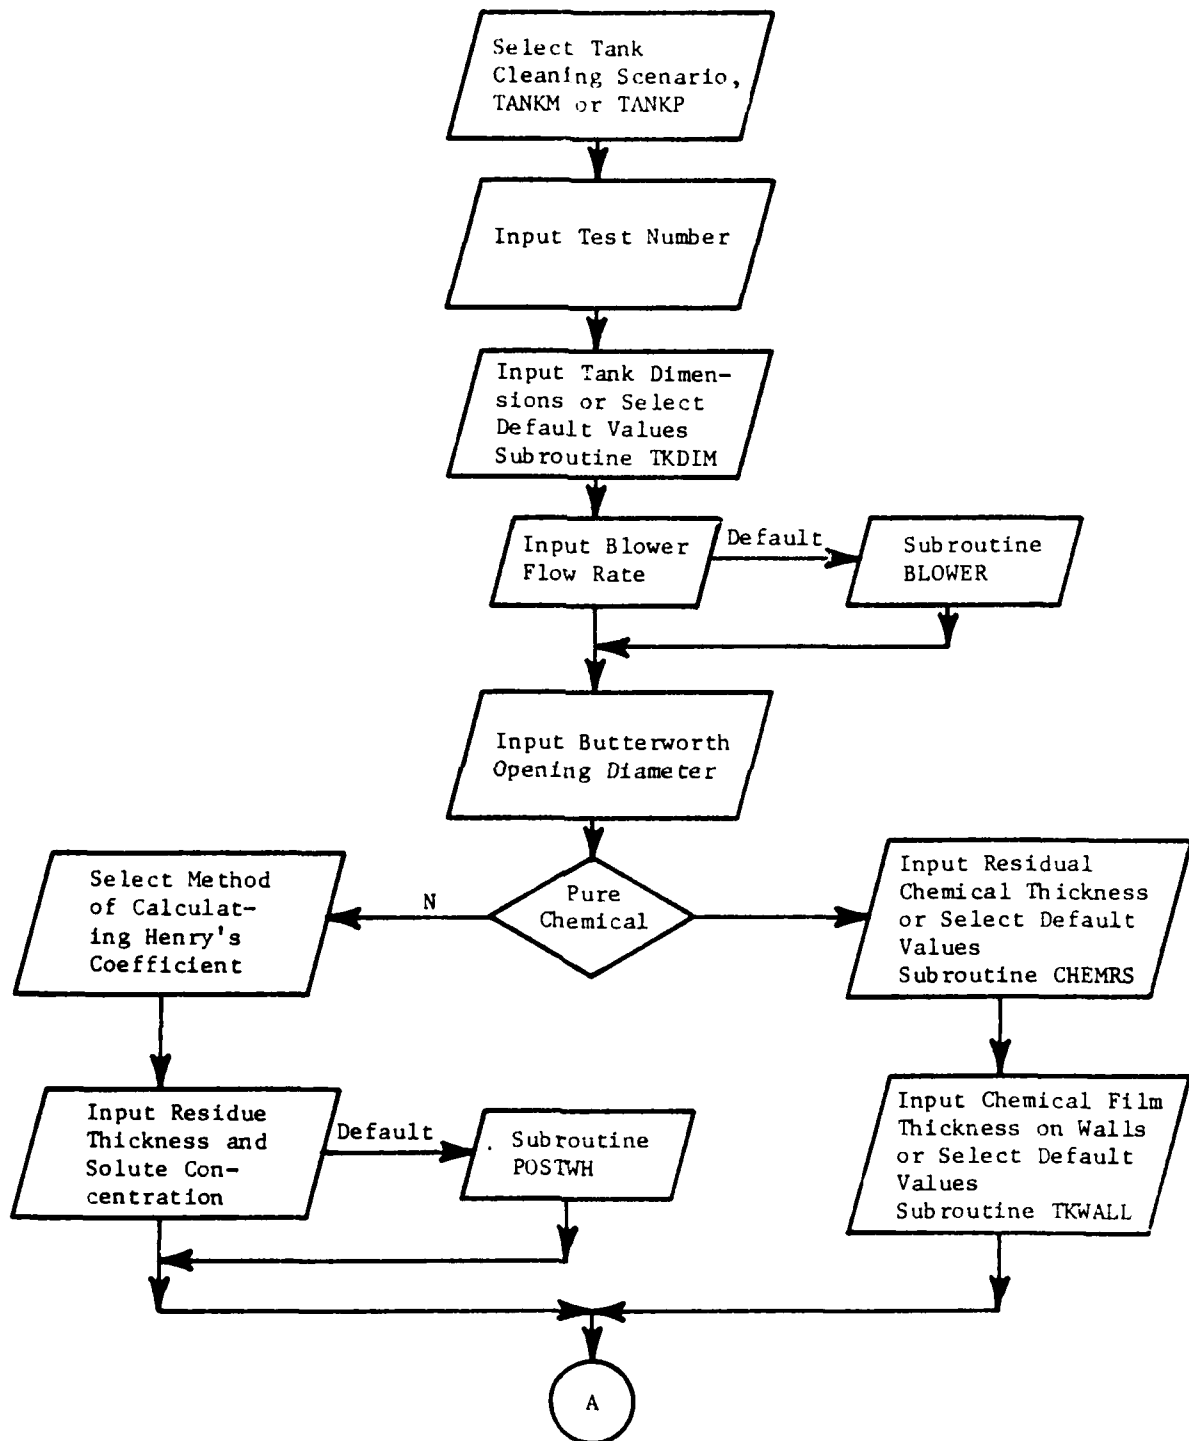 Select Tank
Cleaning Scenario,
TANKM or TANKP
Input Test Number
Input Tank Dimen-
sions or Select
Default Values
Subroutine TKDIM
Input Blower
Flow Rate
Default
Subroutine
BLOWER
Input Butterworth
Opening Diameter
Pure
Chemical
N
Select Method
of Calculat-
ing Henry's
Coefficient
Input Residual
Chemical Thickness
or Select Default
Values
Subroutine CHEMRS
Input Residue
Thickness and
Solute Con-
centration
Default
Subroutine
POSTWH
Input Chemical Film
Thickness on Walls
or Select Default
Values
Subroutine TKWALL
A